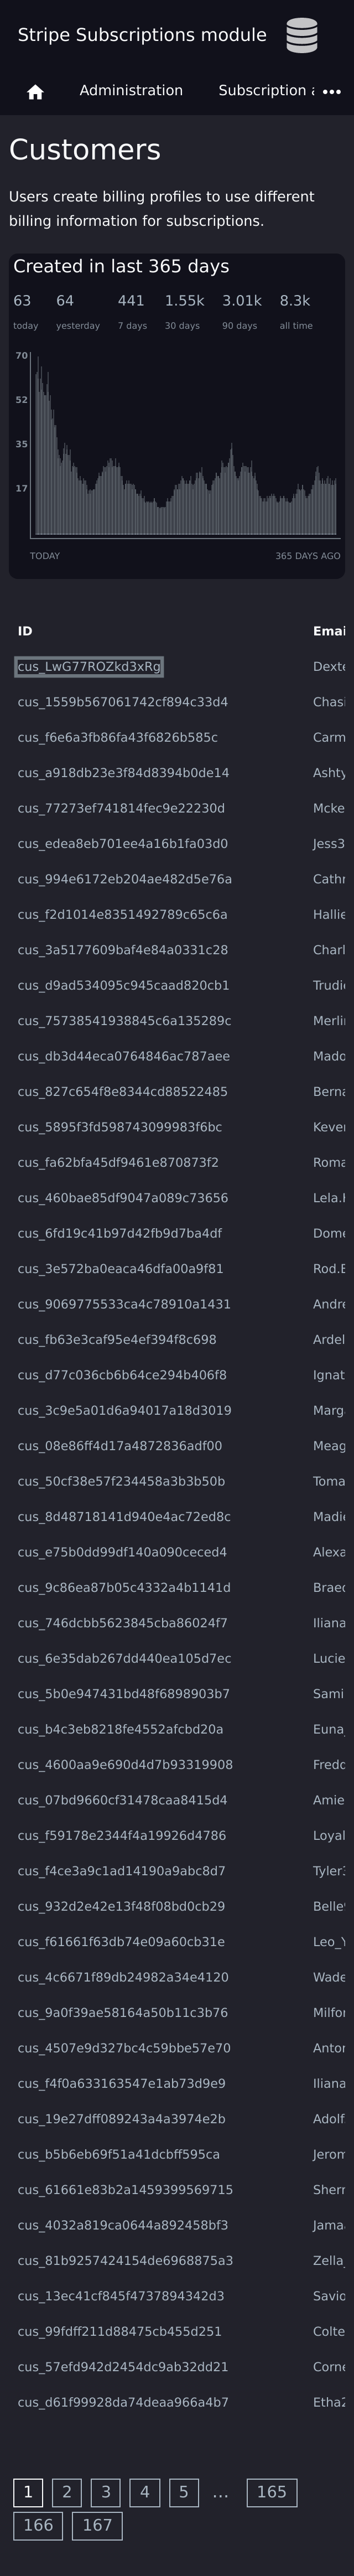 Stripe Subscriptions module
Administration Subscription
Customers
Users create billing profiles to use different
billing information for subscriptions.
Created in last 365 days
63 64 441 1.55k 3.01k 8.3k
today yesterday 7 days 30 days 90 days all time
70
52
35
17
TODAY 365 DAYS AGO
ID Emai
cus_LwG77ROZkd3xRg Dexte
cus_1559b567061742cf894c33d4 Chasi
cus_f6e6a3fb86fa43f6826b585c Carm
cus_a918db23e3f84d8394b0de14 Ashty
cus_77273ef741814fec9e22230d Mcke
cus_edea8eb701ee4a16b1fa03d0 Jess3
cus_994e6172eb204ae482d5e76a Cathr
cus_f2d1014e8351492789c65c6a Hallie
cus_3a5177609baf4e84a0331c28 Charl
cus_d9ad534095c945caad820cb1 Trudi
cus_75738541938845c6a135289c Merli
cus_db3d44eca0764846ac787aee Mado
cus_827c654f8e8344cd88522485 Berna
cus_5895f3fd598743099983f6bc Kever
cus_fa62bfa45df9461e870873f2 Roma
cus_460bae85df9047a089c73656 Lela.
cus_6fd19c41b97d42fb9d7ba4df Dome
cus_3e572ba0eaca46dfa00a9f81 Rod.E
cus_9069775533ca4c78910a1431 Andre
cus_fb63e3caf95e4ef394f8c698 Ardel
cus_d77c036cb6b64ce294b406f8 Ignat
cus_3c9e5a01d6a94017a18d3019 Marg
cus_08e86ff4d17a4872836adf00 Meag
cus_50cf38e57f234458a3b3b50b Toma
cus_8d48718141d940e4ac72ed8c Madi
cus_e75b0dd99df140a090ceced4 Alexa
cus_9c86ea87b05c4332a4b1141d Braed
cus_746dcbb5623845cba86024f7 Iliana
cus_6e35dab267dd440ea105d7ec Lucie
cus_5b0e947431bd48f6898903b7 Sami
cus_b4c3eb8218fe4552afcbd20a Euna
cus_4600aa9e690d4d7b93319908 Fredd
cus_07bd9660cf31478caa8415d4 Amie
cus_f59178e2344f4a19926d4786 Loyal
cus_f4ce3a9c1ad14190a9abc8d7 Tyler
cus_932d2e42e13f48f08bd0cb29 Belle
cus_f61661f63db74e09a60cb31e Leo_Y
cus_4c6671f89db24982a34e4120 Wade
cus_9a0f39ae58164a50b11c3b76 Milfo
cus_4507e9d327bc4c59bbe57e70 Anton
cus_f4f0a633163547e1ab73d9e9 Iliana
cus_19e27dff089243a4a3974e2b Adolf
cus_b5b6eb69f51a41dcbff595ca Jerom
cus_61661e83b2a1459399569715 Sherr
cus_4032a819ca0644a892458bf3 Jama
cus_81b9257424154de6968875a3 Zella_
cus_13ec41cf845f4737894342d3 Savio
cus_99fdff211d88475cb455d251 Colte
cus_57efd942d2454dc9ab32dd21 Corne
cus_d61f99928da74deaa966a4b7 Etha2
1 2 3 4 5 … 165
166 167